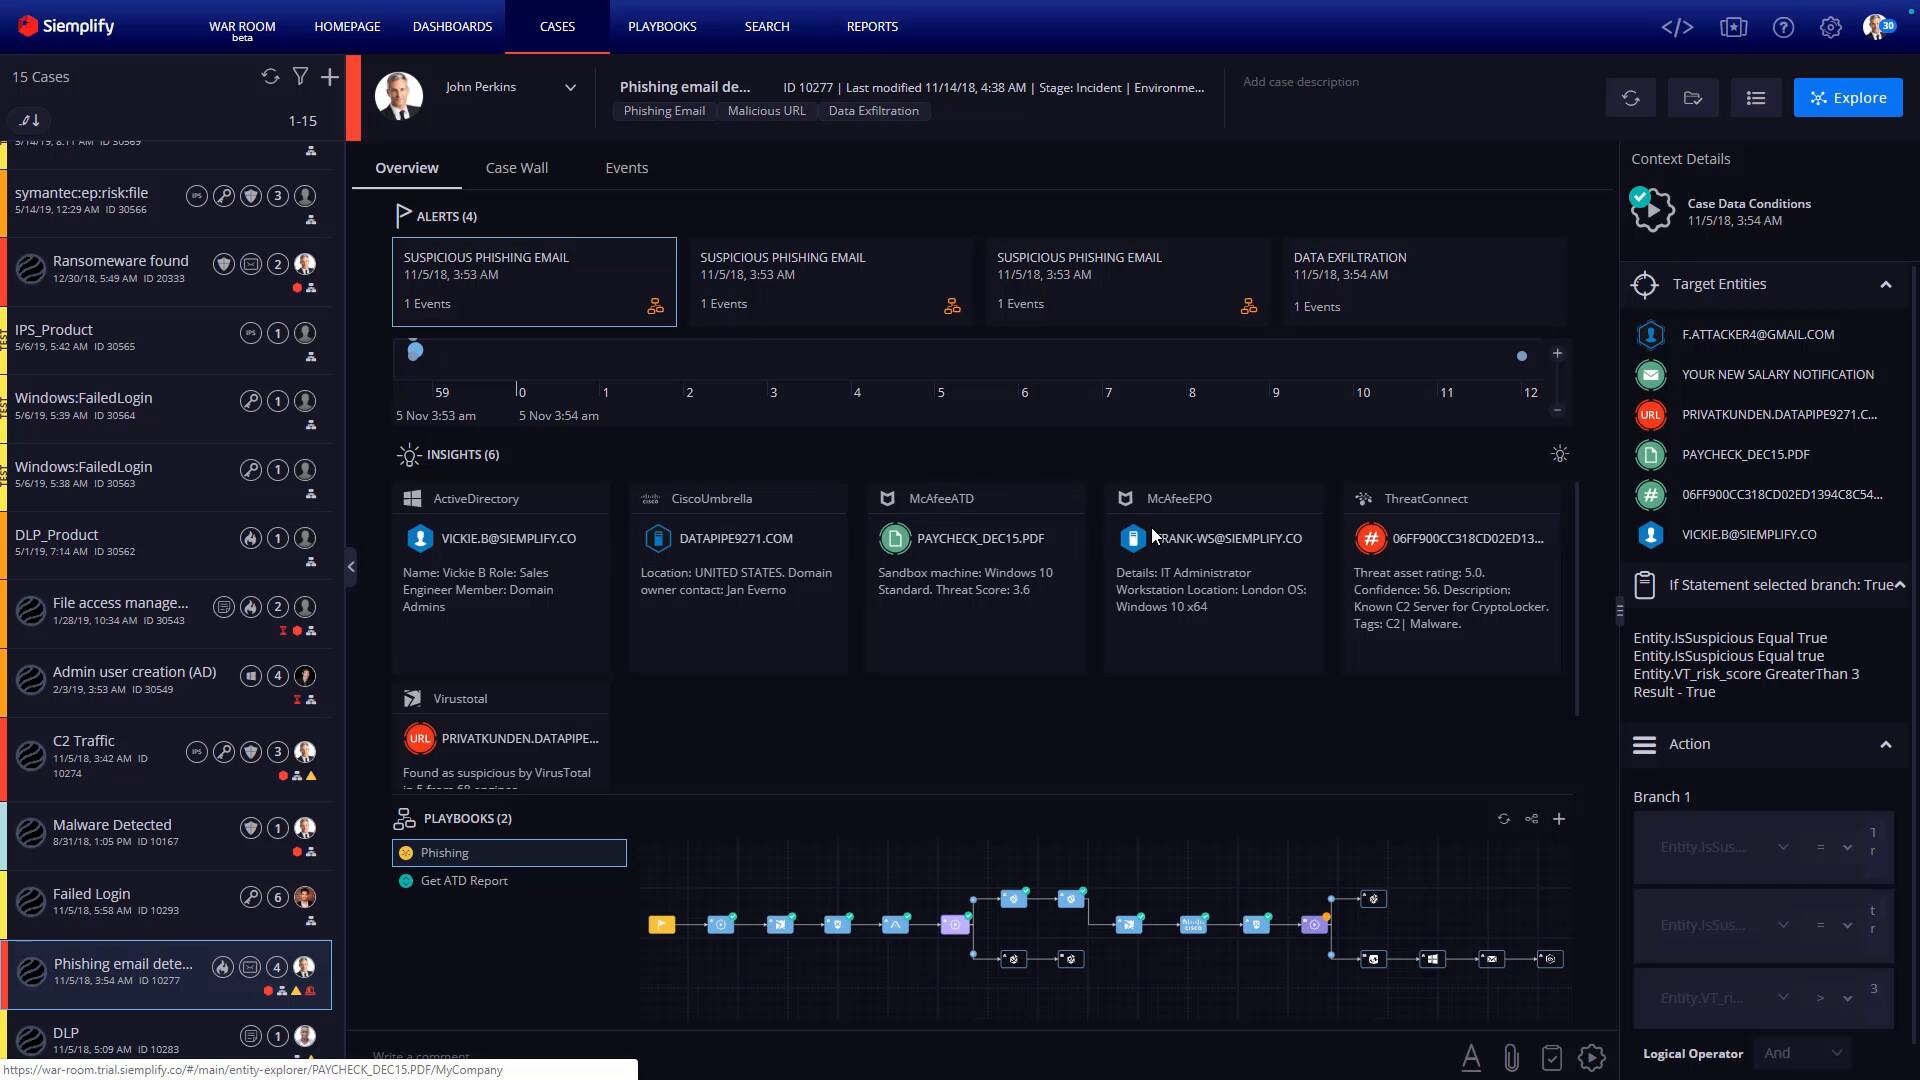 Siemplify
WAR ROOM
beta
HOMEPAGE
DASHBOARDS
CASES
PLAYBOOKS
SEARCH
REPORTS
30
15 Cases
1-15
5/14/19, 8:11 AM ID 30569
symantec:ep:risk:file
5/14/19, 12:29 AM ID 30566
IPS
3
Ransomeware found
12/30/18, 5:49 AM ID 20333
2
IPS_Product
5/6/19, 5:42 AM ID 30565
IPS
1
TEST
Windows:FailedLogin
5/6/19, 5:39 AM ID 30564
1
TEST
Windows:FailedLogin
5/6/19, 5:38 AM ID 30563
1
TEST
DLP_Product
5/1/19, 7:14 AM ID 30562
1
File access manage...
1/28/19, 10:34 AM ID 30543
2
Admin user creation (AD)
2/3/19, 3:53 AM ID 30549
4
C2 Traffic
11/5/18, 3:42 AM ID
10274
IPS
3
Malware Detected
8/31/18, 1:05 PM ID 10167
1
Failed Login
11/5/18, 5:58 AM ID 10293
6
Phishing email dete...
11/5/18, 3:54 AM ID 10277
4
DLP
11/5/18, 5:09 AM ID 10283
1
https://war-room.trial.siemplify.co/#/main/entity-explorer/PAYCHECK_DEC15.PDF/MyCompany
John Perkins
Phishing email de...
ID 10277 | Last modified 11/14/18, 4:38 AM | Stage: Incident | Environme...
Phishing Email
Malicious URL
Data Exfiltration
Add case description
Explore
Overview
Case Wall
Events
ALERTS (4)
SUSPICIOUS PHISHING EMAIL
11/5/18, 3:53 AM
1 Events
SUSPICIOUS PHISHING EMAIL
11/5/18, 3:53 AM
1 Events
SUSPICIOUS PHISHING EMAIL
11/5/18, 3:53 AM
1 Events
DATA EXFILTRATION
11/5/18, 3:54 AM
1 Events
59 0 1 2 3 4 5 6 7 8 9 10 11 12
5 Nov 3:53 am
5 Nov 3:54 am
INSIGHTS (6)
ActiveDirectory
VICKIE.B@SIEMPLIFY.CO
Name: Vickie B Role: Sales
Engineer Member: Domain
Admins
CISCO
CiscoUmbrella
DATAPIPE9271.COM
Location: UNITED STATES. Domain
owner contact: Jan Everno
McAfeeATD
PAYCHECK_DEC15.PDF
Sandbox machine: Windows 10
Standard. Threat Score: 3.6
McAfeeEPO
RANK-WS@SIEMPLIFY.CO
Details: IT Administrator
Workstation Location: London OS:
Windows 10 x64
ThreatConnect
#
06FF900CC318CD02ED13...
Threat asset rating: 5.0.
Confidence: 56. Description:
Known C2 Server for CryptoLocker.
Tags: C2| Malware.
Virustotal
URL
PRIVATKUNDEN.DATAPIPE...
Found as suspicious by VirusTotal
in 5 from 68 engines
PLAYBOOKS (2)
Phishing
Get ATD Report
CISCO
Write a comment
Context Details
Case Data Conditions
11/5/18, 3:54 AM
Target Entities
F.ATTACKER4@GMAIL.COM
YOUR NEW SALARY NOTIFICATION
URL
PRIVATKUNDEN.DATAPIPE9271.C...
PAYCHECK_DEC15.PDF
#
06FF900CC318CD02ED1394C8C54...
VICKIE.B@SIEMPLIFY.CO
If Statement selected branch: True
Entity.IsSuspicious Equal True
Entity.IsSuspicious Equal true
Entity.VT_risk_score GreaterThan 3
Result - True
Action
Branch 1
Entity.IsSus...
=
T
r
Entity.IsSus...
=
t
r
Entity.VT_ri...
>
3
Logical Operator
And